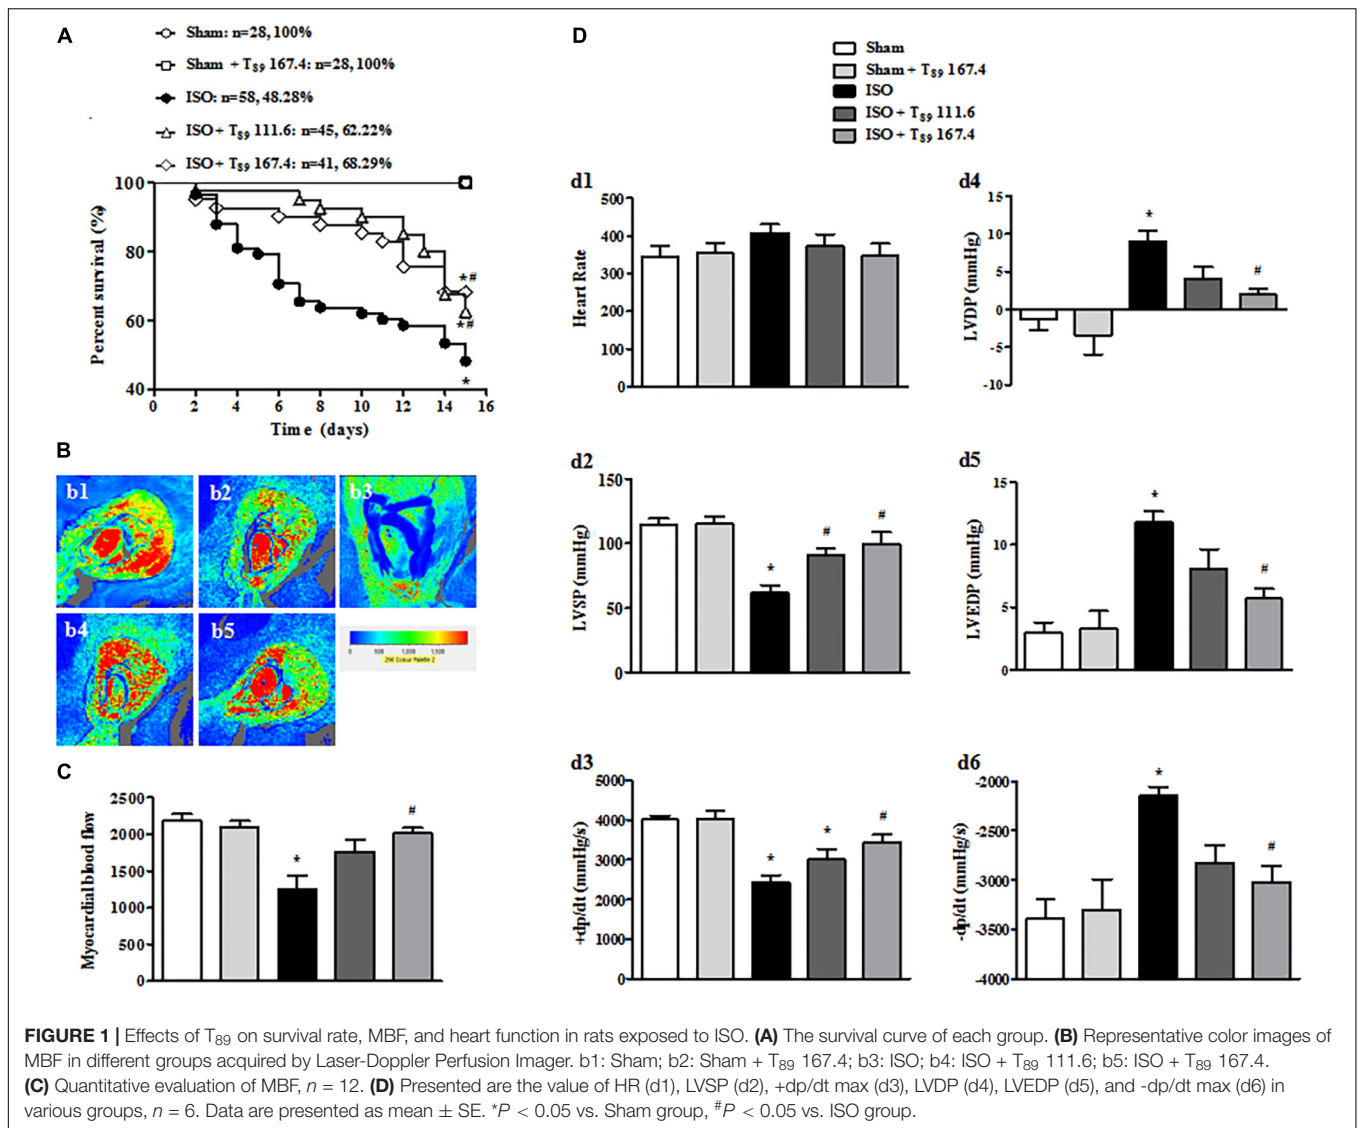 A
Sham: n=28, 100%
Sham + T89 167.4: n=28, 100%
ISO: n=58, 48.28%
ISO + T89 111.6: n=45, 62.22%
ISO + T89 167.4: n=41, 68.29%
Percent survival (%)
100
80
60
40
*#
*#
*
0 2 4 6 8 10 12 14 16
Time (days)
B
b1 b2 b3
b4 b5
0 500 1,000 1,500
256 Colour Palette 2
C
Myocardial blood flow
2500
2000
1500
1000
500
0
*
#
D
Sham
Sham + T89 167.4
ISO
ISO + T89 111.6
ISO + T89 167.4
d1
Heart Rate
500
400
300
200
100
0
d4
LVDP (mmHg)
15
10
5
0
-5
-10
*
#
d2
LVSP (mmHg)
150
100
50
0
*
#
#
d5
LVEDP (mmHg)
15
10
5
0
*
#
d3
+dp/dt (mmHg/s)
5000
4000
3000
2000
1000
0
*
*
#
d6
-dp/dt (mmHg/s)
-2000
-2500
-3000
-3500
-4000
*
#
FIGURE 1 | Effects of T89 on survival rate, MBF, and heart function in rats exposed to ISO. (A) The survival curve of each group. (B) Representative color images of
MBF in different groups acquired by Laser-Doppler Perfusion Imager. b1: Sham; b2: Sham + T89 167.4; b3: ISO; b4: ISO + T89 111.6; b5: ISO + T89 167.4.
(C) Quantitative evaluation of MBF, n = 12. (D) Presented are the value of HR (d1), LVSP (d2), +dp/dt max (d3), LVDP (d4), LVEDP (d5), and -dp/dt max (d6) in
various groups, n = 6. Data are presented as mean ± SE. *P < 0.05 vs. Sham group, #P < 0.05 vs. ISO group.